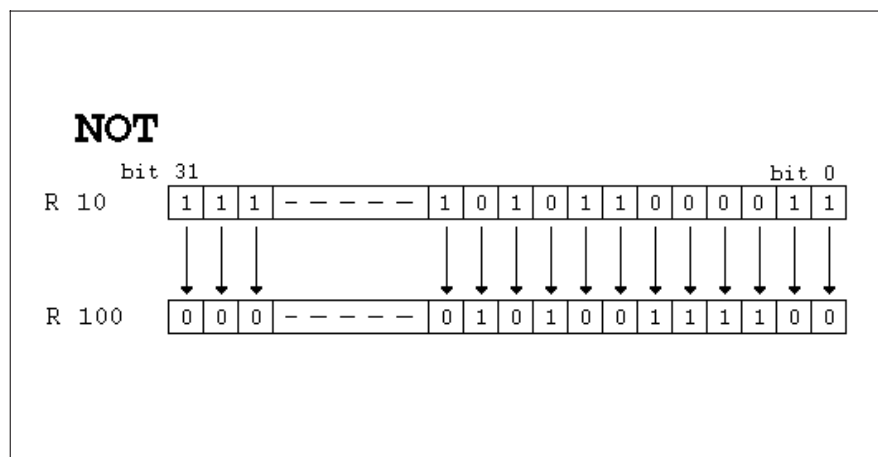 NOT
bit 31 bit 0
R 10 1 1 1 - - - - - 1 0 1 0 1 1 0 0 0 0 1 1
R 100 0 0 0 - - - - - 0 1 0 1 0 0 1 1 1 1 0 0